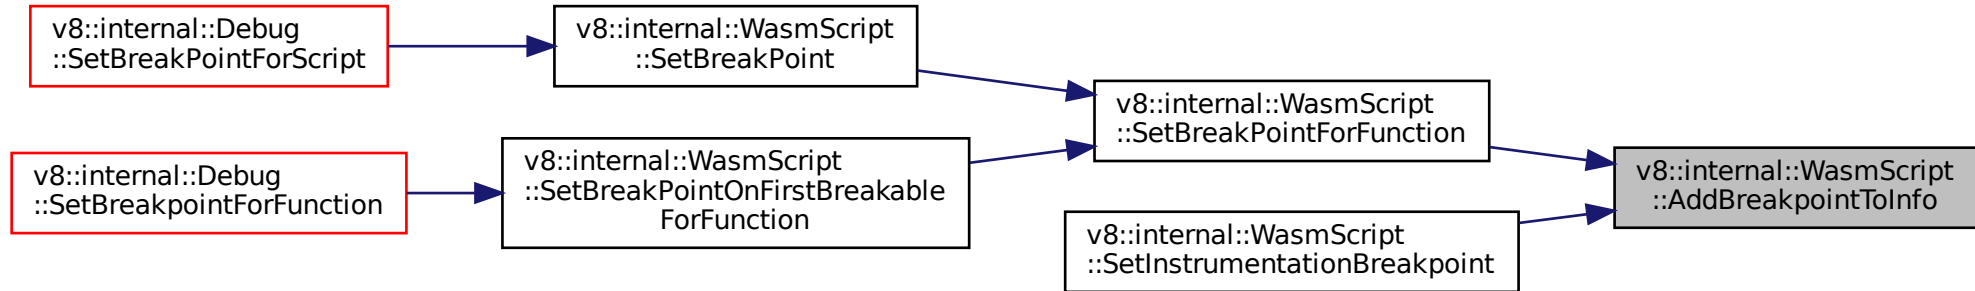 v8::internal::Debug
::SetBreakPointForScript
v8::internal::WasmScript
::SetBreakPoint
v8::internal::WasmScript
::SetBreakPointForFunction
v8::internal::Debug
::SetBreakpointForFunction
v8::internal::WasmScript
::SetBreakPointOnFirstBreakable
ForFunction
v8::internal::WasmScript
::AddBreakpointToInfo
v8::internal::WasmScript
::SetInstrumentationBreakpoint